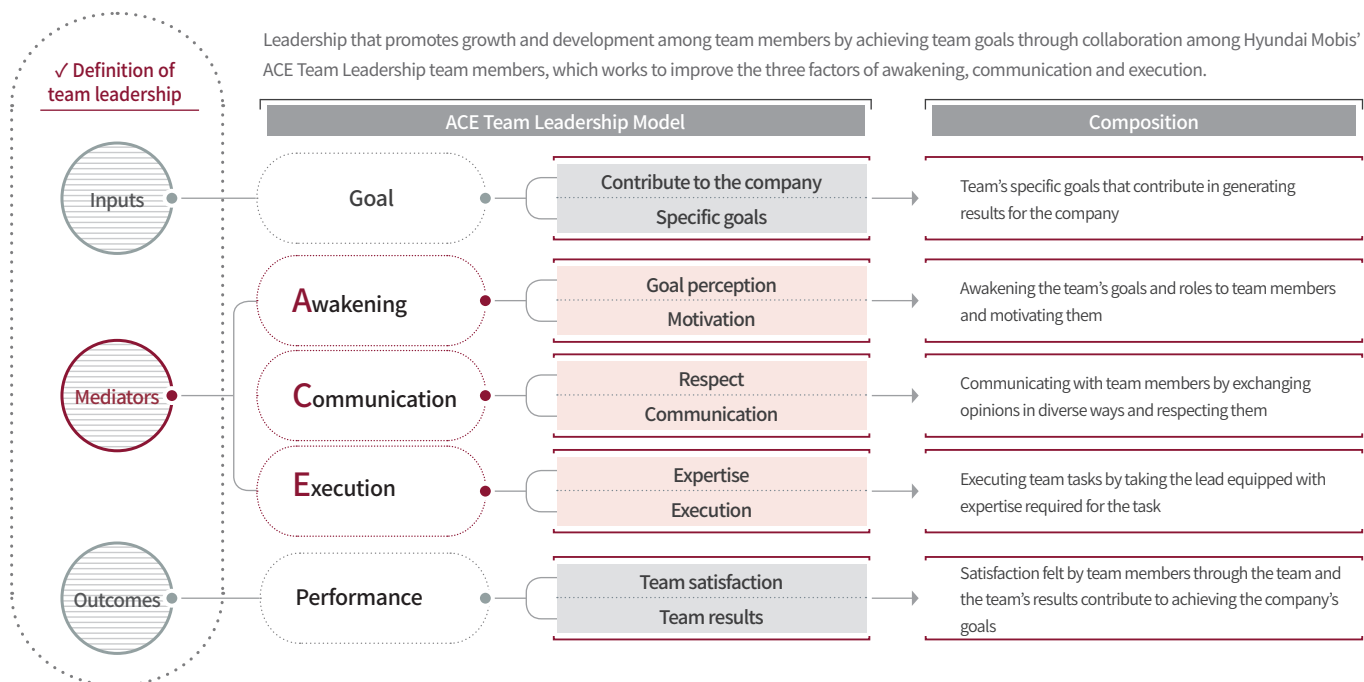 Leadership that promotes growth and development among team members by achieving team goals through collaboration among Hyundai Mobis'
ACE Team Leadership team members, which works to improve the three factors of awakening, communication and execution.
✓ Definition of
team leadership
ACE Team Leadership Model
Composition
Inputs
Goal
Contribute to the company
Specific goals
Team's specific goals that contribute in generating
results for the company
Mediators
Awakening
Goal perception
Motivation
Awakening the team's goals and roles to team members
and motivating them
Communication
Respect
Communication
Communicating with team members by exchanging
opinions in diverse ways and respecting them
Execution
Expertise
Execution
Executing team tasks by taking the lead equipped with
expertise required for the task
Outcomes
Performance
Team satisfaction
Team results
Satisfaction felt by team members through the team and
the team's results contribute to achieving the company's
goals